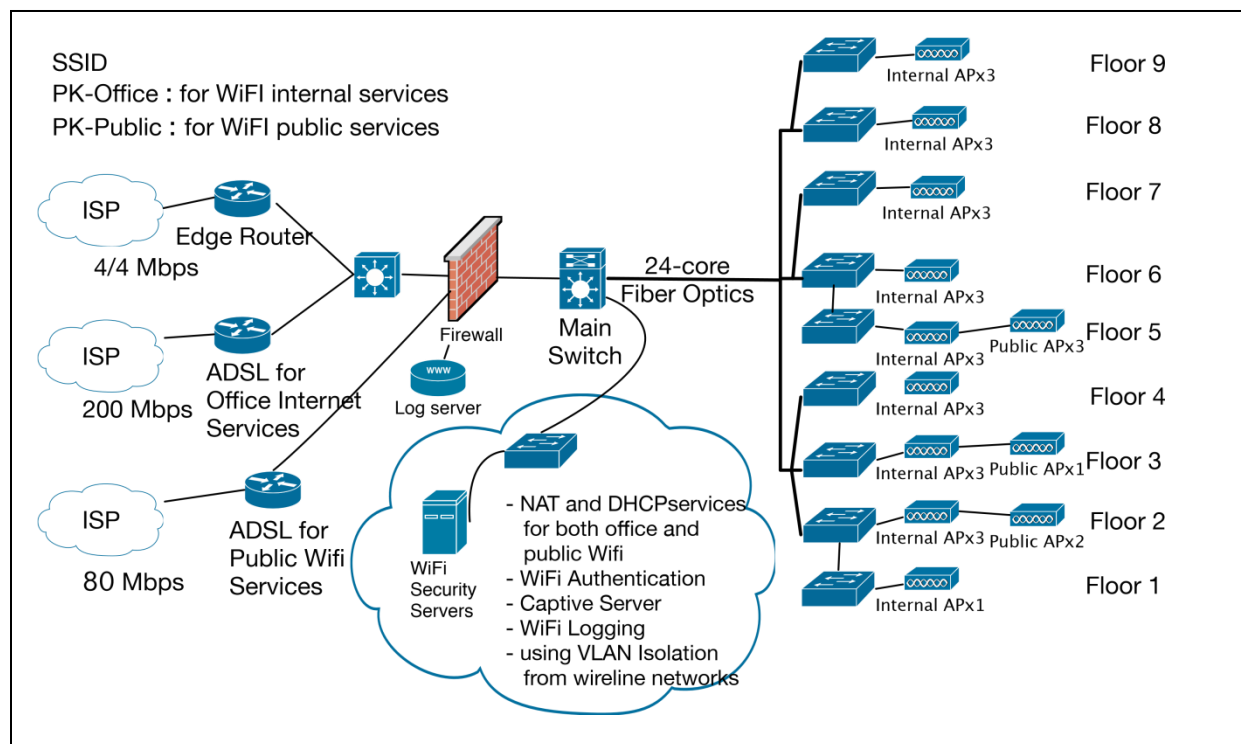 SSID
PK-Office : for WiFI internal services
PK-Public : for WiFI public services
ISP
Edge Router
4/4 Mbps
ISP
200 Mbps
ADSL for
Office Internet
Services
ISP
80 Mbps
ADSL for
Public Wifi
Services
Firewall
www
Log server
Main
Switch
24-core
Fiber Optics
WiFi
Security
Servers
- NAT and DHCPservices
for both office and
public Wifi
- WiFi Authentication
- Captive Server
- WiFi Logging
- using VLAN Isolation
from wireline networks
Internal APx3
Floor 9
Internal APx3
Floor 8
Internal APx3
Floor 7
Internal APx3
Floor 6
Internal APx3
Public APx3
Floor 5
Internal APx3
Floor 4
Internal APx3
Public APx1
Floor 3
Internal APx3
Public APx2
Floor 2
Internal APx1
Floor 1